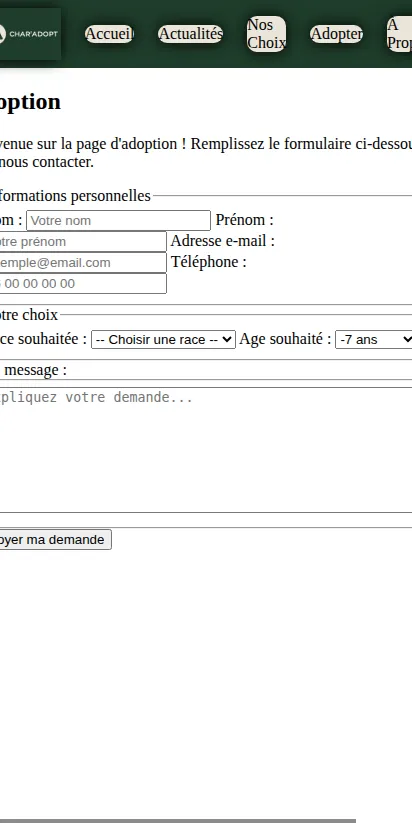 CHAR'ADOPT
Accueil
Actualités
Nos
Choix
Adopter
A
Prop
option
venue sur la page d'adoption ! Remplissez le formulaire ci-dessou
nous contacter.
formations personnelles
om : Votre nom Prénom :
otre prénom Adresse e-mail :
emple@email.com Téléphone :
00 00 00 00
otre choix
ce souhaitée : -- Choisir une race -- Age souhaité : -7 ans
message :
pliquez votre demande...
oyer ma demande